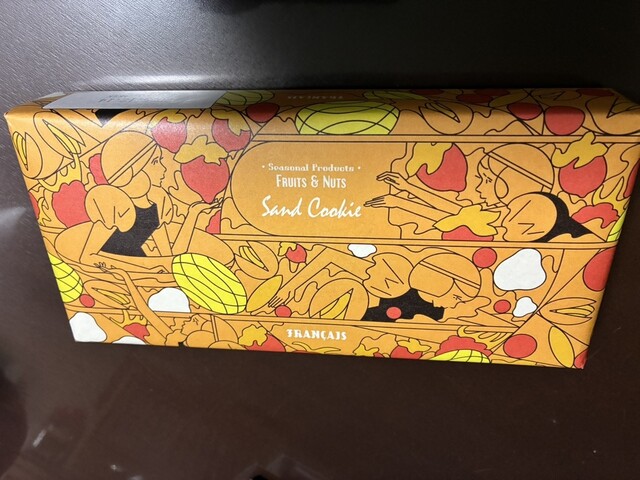 • Seasonal Products •
FRUITS & NUTS
Sand Cookie
FRANÇAIS